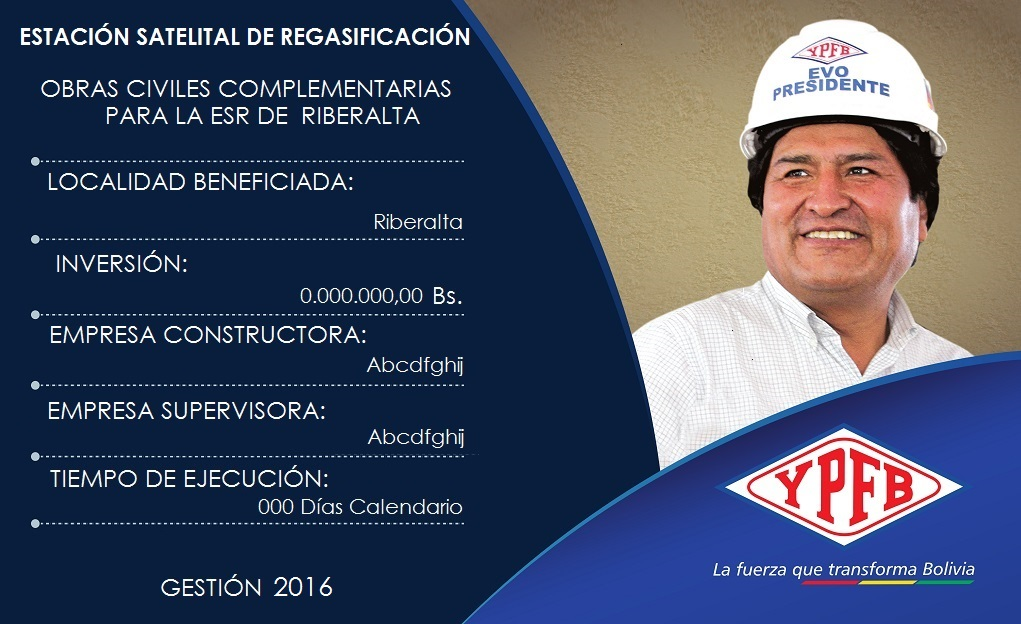 ESTACIÓN SATELITAL DE REGASIFICACIÓN
OBRAS CIVILES COMPLEMENTARIAS
PARA LA ESR DE RIBERALTA
LOCALIDAD BENEFICIADA:
Riberalta
INVERSIÓN:
0.000.000,00 Bs.
EMPRESA CONSTRUCTORA:
Abcdfghij
EMPRESA SUPERVISORA:
Abcdfghij
TIEMPO DE EJECUCIÓN:
000 Días Calendario
GESTIÓN 2016
YPFB
EVO
PRESIDENTE
YPFB
La fuerza que transforma Bolivia